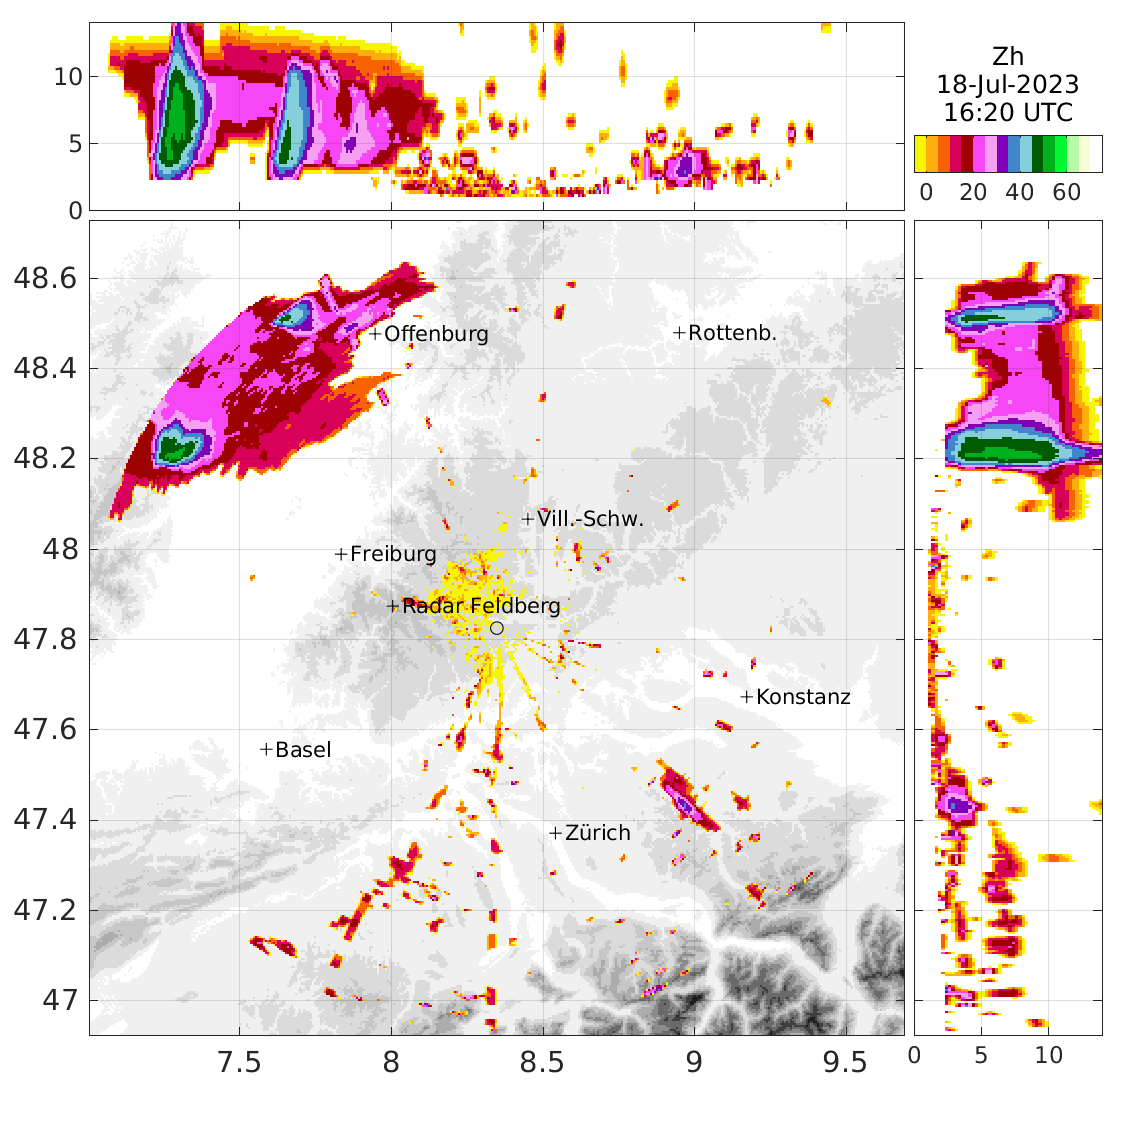 10
5
0
Zh
18-Jul-2023
16:20 UTC
0 20 40 60
48.6
48.4
48.2
48
47.8
47.6
47.4
47.2
47
+Offenburg
+Rottenb.
+Vill.-Schw.
+Freiburg
+Radar Feldberg
+Konstanz
+Basel
+Zürich
7.5 8 8.5 9 9.5
0 5 10